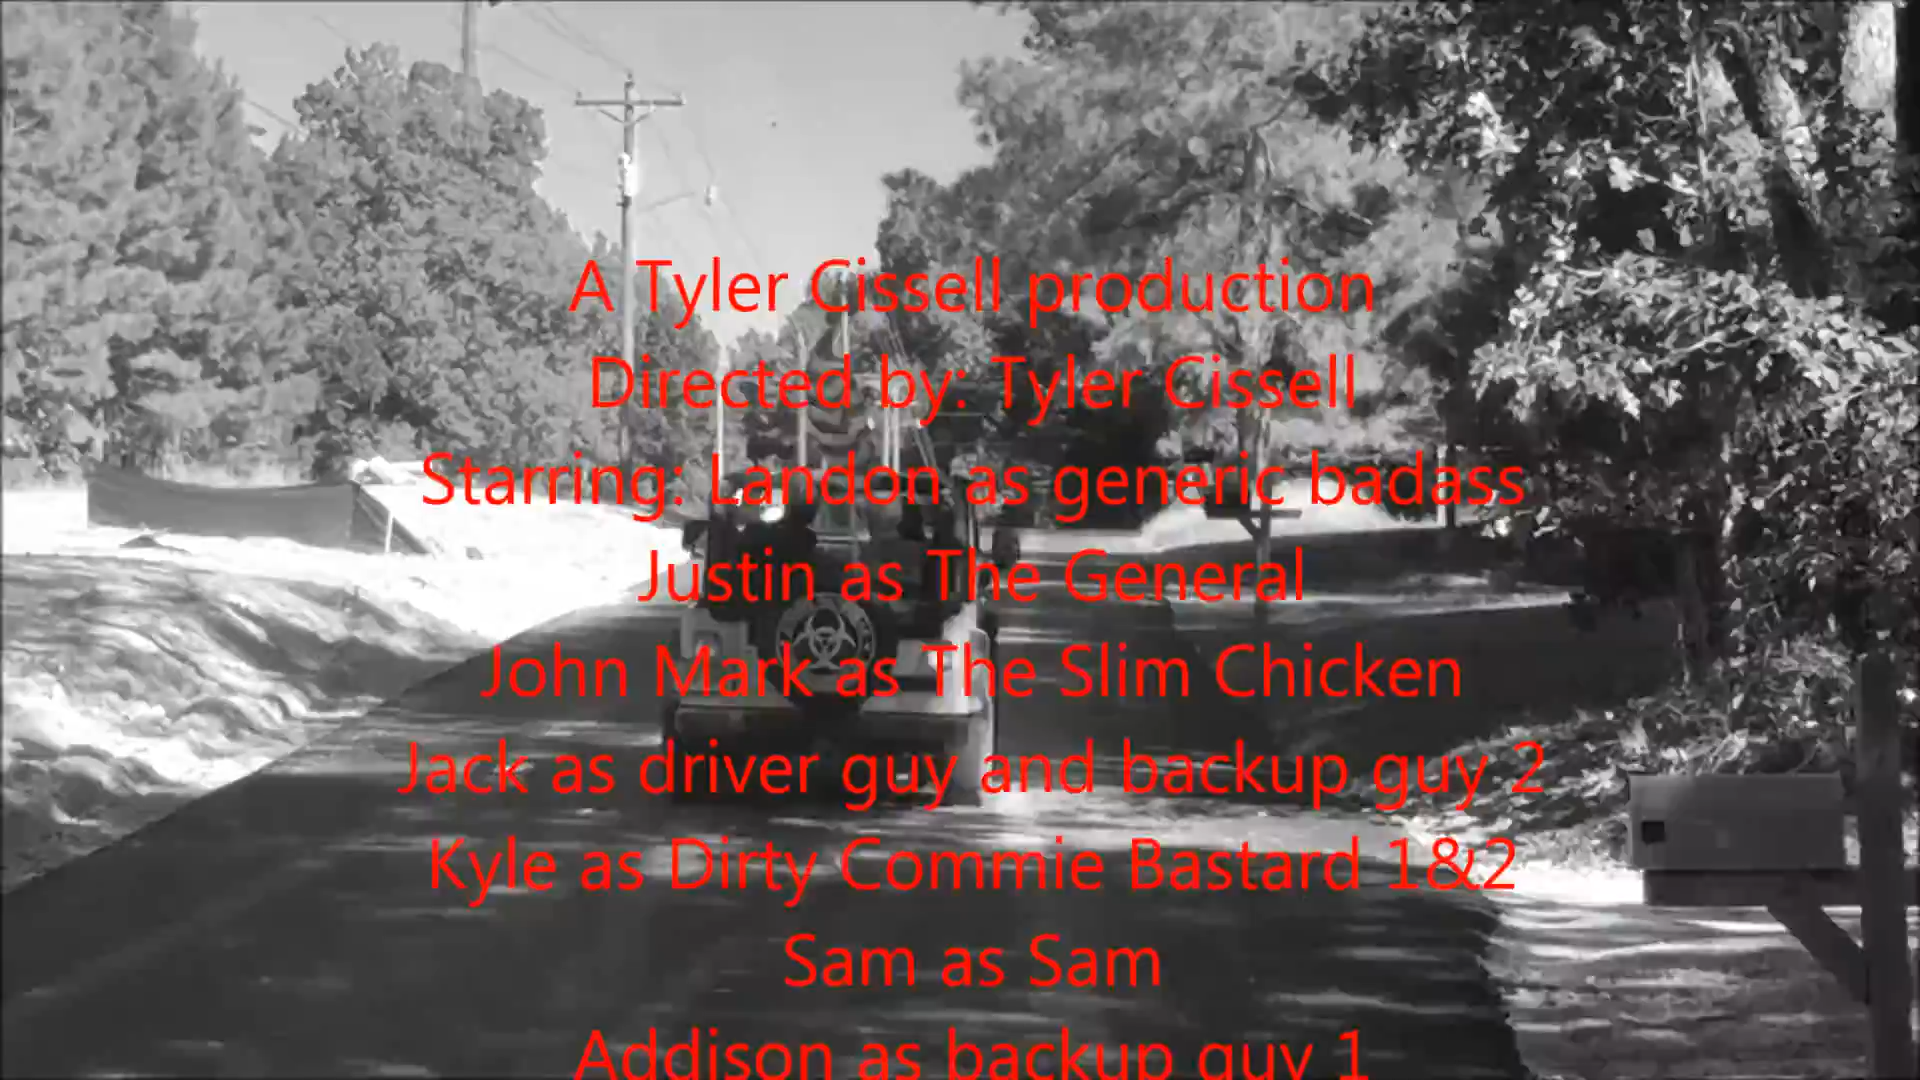 A Tyler Cissell production
Directed by: Tyler Cissell
Starring: Landon as generic badass
Justin as The General
John Mark as The Slim Chicken
Jack as driver guy and backup guy 2
Kyle as Dirty Commie Bastard 1&2
Sam as Sam
Addison as backup guy 1